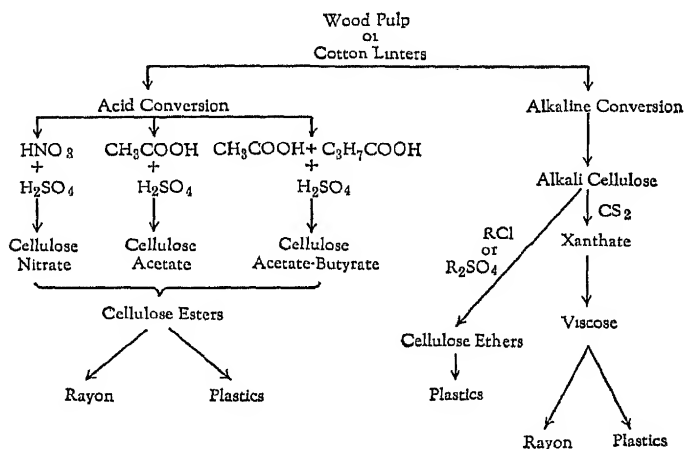 Wood Pulp
or
Cotton Linters
Acid Conversion
Alkaline Conversion
HNO3
+
H2SO4
CH3COOH
+
H2SO4
CH3COOH + C3H7COOH
+
H2SO4
Alkali Cellulose
CS2
Xanthate
RCl
or
R2SO4
Cellulose
Nitrate
Cellulose
Acetate
Cellulose
Acetate-Butyrate
Cellulose Esters
Cellulose Ethers
Viscose
Rayon
Plastics
Plastics
Rayon
Plastics